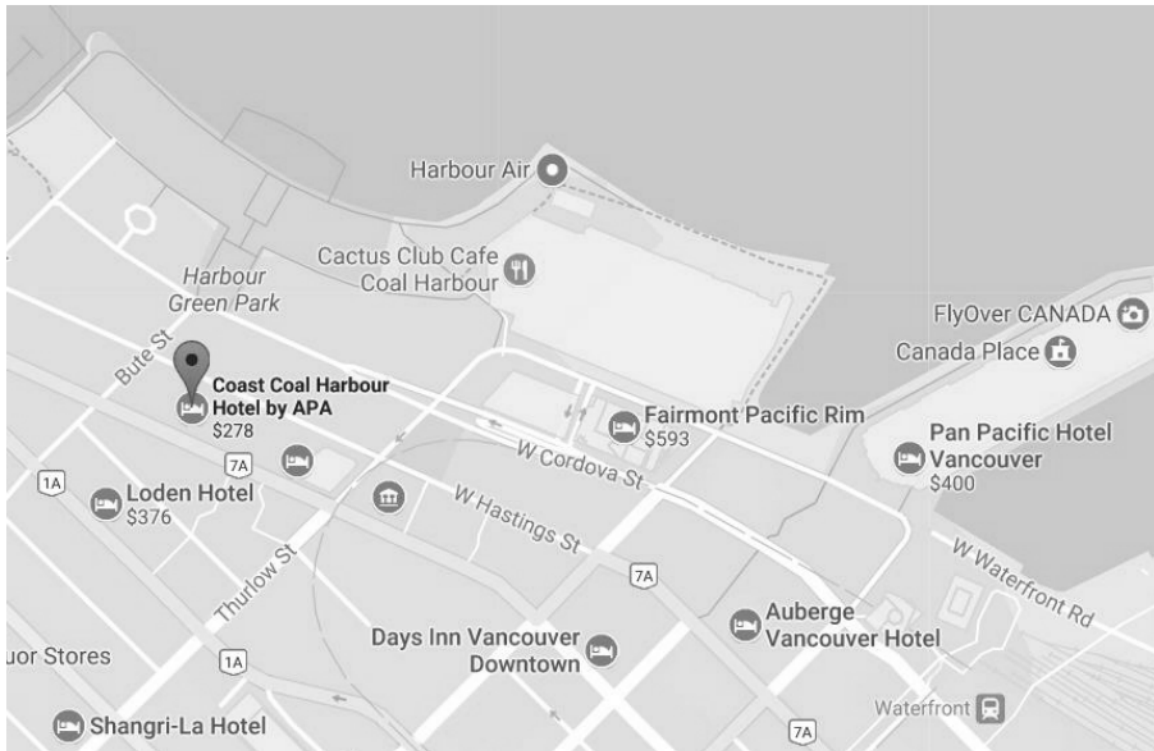 Harbour Air
Cactus Club Cafe
Coal Harbour
Harbour
Green Park
FlyOver CANADA
Canada Place
Bute St
Coast Coal Harbour
Hotel by APA
$278
Fairmont Pacific Rim
$593
Pan Pacific Hotel
Vancouver
$400
W Cordova St
7A
1A
Loden Hotel
$376
W Hastings St
Thurlow St
7A
W Waterfront Rd
Auberge
Vancouver Hotel
Days Inn Vancouver
Downtown
uor Stores
1A
Waterfront
Shangri-La Hotel
7A